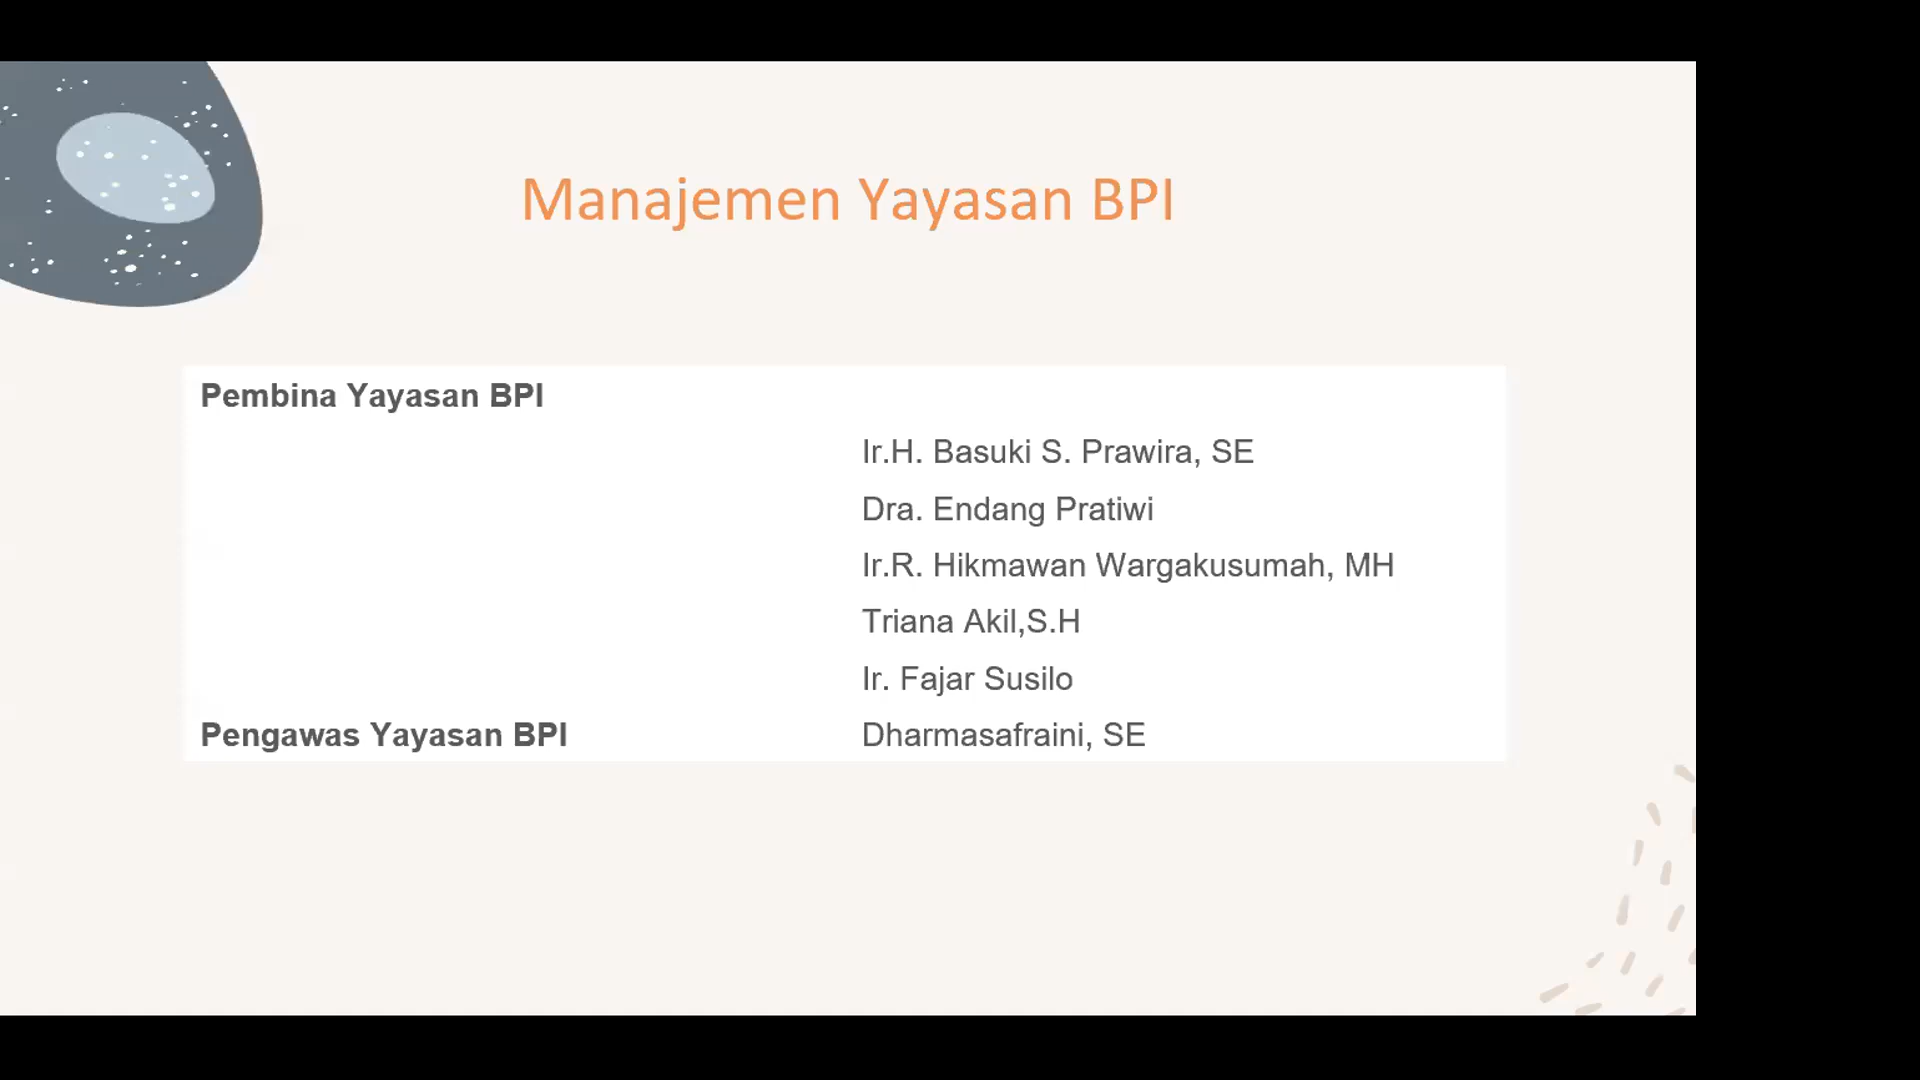 Manajemen Yayasan BPI
Pembina Yayasan BPI
Ir.H. Basuki S. Prawira, SE
Dra. Endang Pratiwi
Ir.R. Hikmawan Wargakusumah, MH
Triana Akil,S.H
Ir. Fajar Susilo
Pengawas Yayasan BPI Dharmasafraini, SE